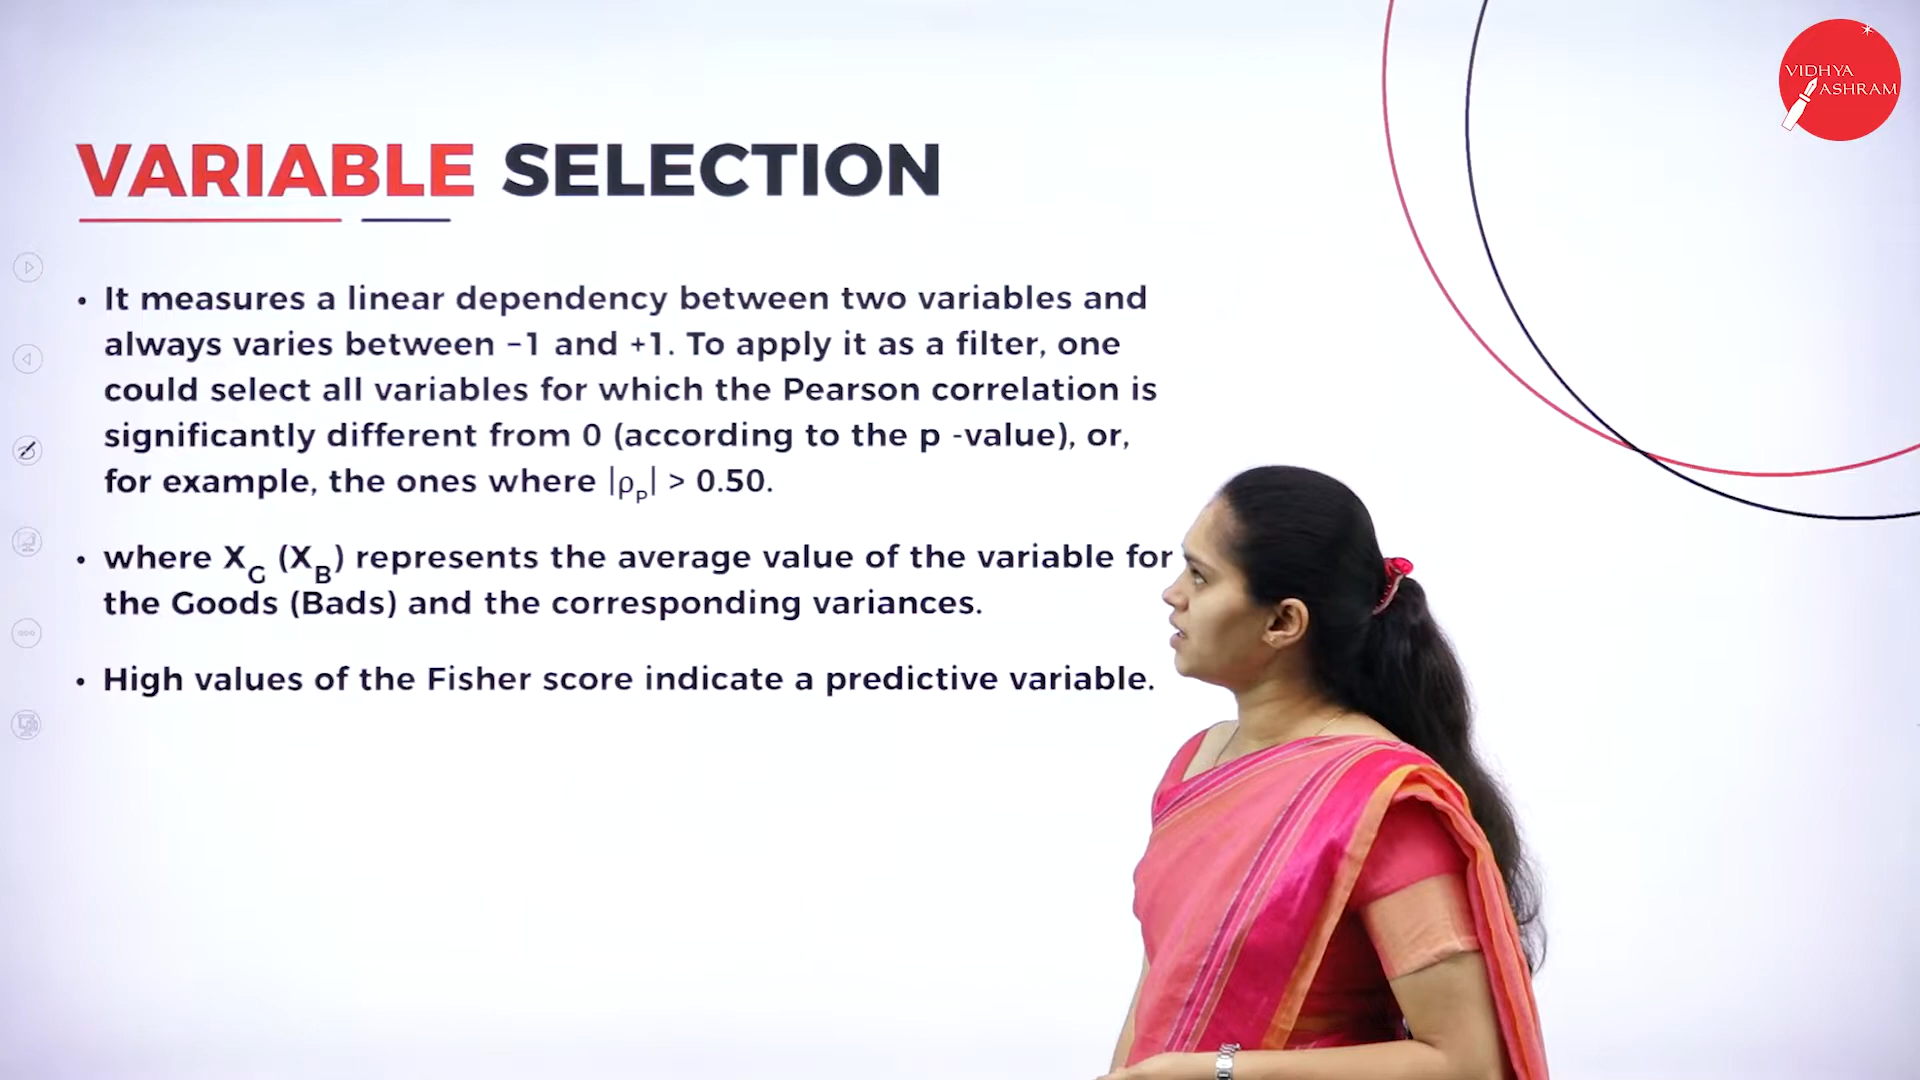 VIDHYA
ASHRAM
VARIABLE SELECTION
• It measures a linear dependency between two variables and
always varies between −1 and +1. To apply it as a filter, one
could select all variables for which the Pearson correlation is
significantly different from 0 (according to the p -value), or,
for example, the ones where |ρP| > 0.50.
• where XG (XB) represents the average value of the variable for
the Goods (Bads) and the corresponding variances.
• High values of the Fisher score indicate a predictive variable.